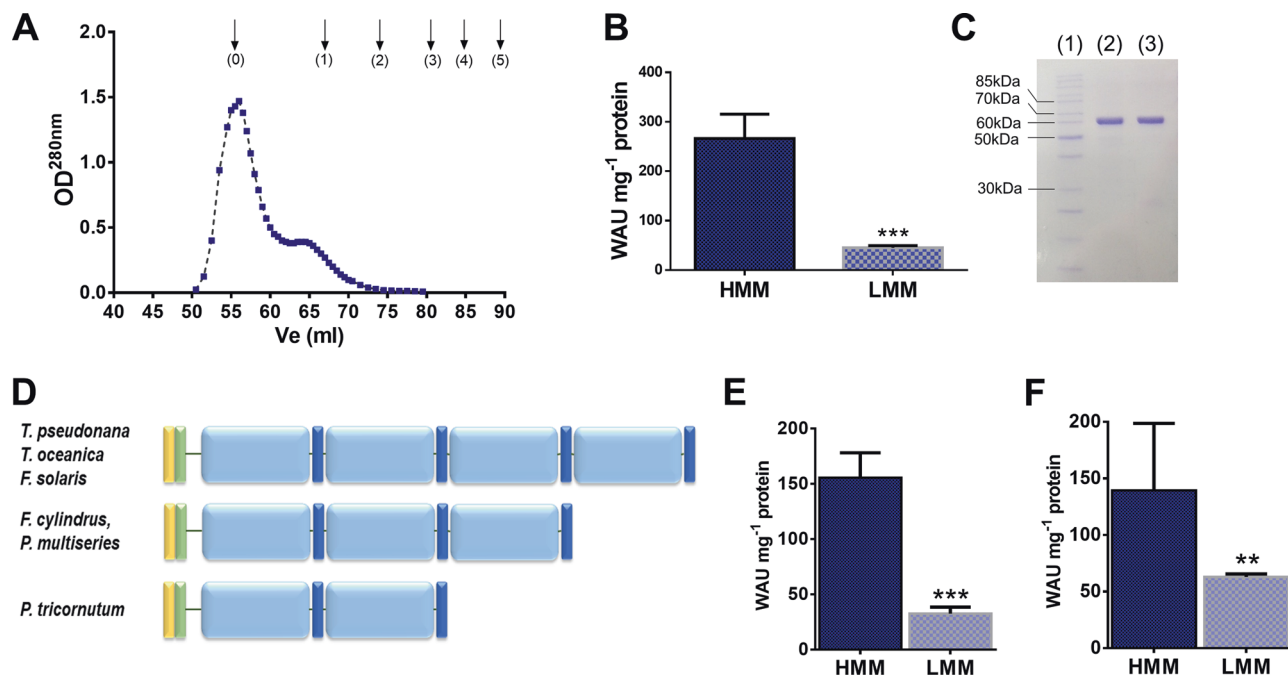 A
(0)
(1)
(2)
(3)
(4)
(5)
2.0
1.5
1.0
0.5
0.0
OD280nm
40
45
50
55
60
65
70
75
80
85
90
Ve (ml)
B
400
300
200
100
0
WAU mg-1 protein
***
HMM
LMM
C
(1)
(2)
(3)
85kDa
70kDa
60kDa
50kDa
30kDa
D
T. pseudonana
T. oceanica
F. solaris
F. cylindrus,
P. multiseries
P. tricornutum
E
200
150
100
50
0
WAU mg-1 protein
***
HMM
LMM
F
200
150
100
50
0
WAU mg-1 protein
**
HMM
LMM